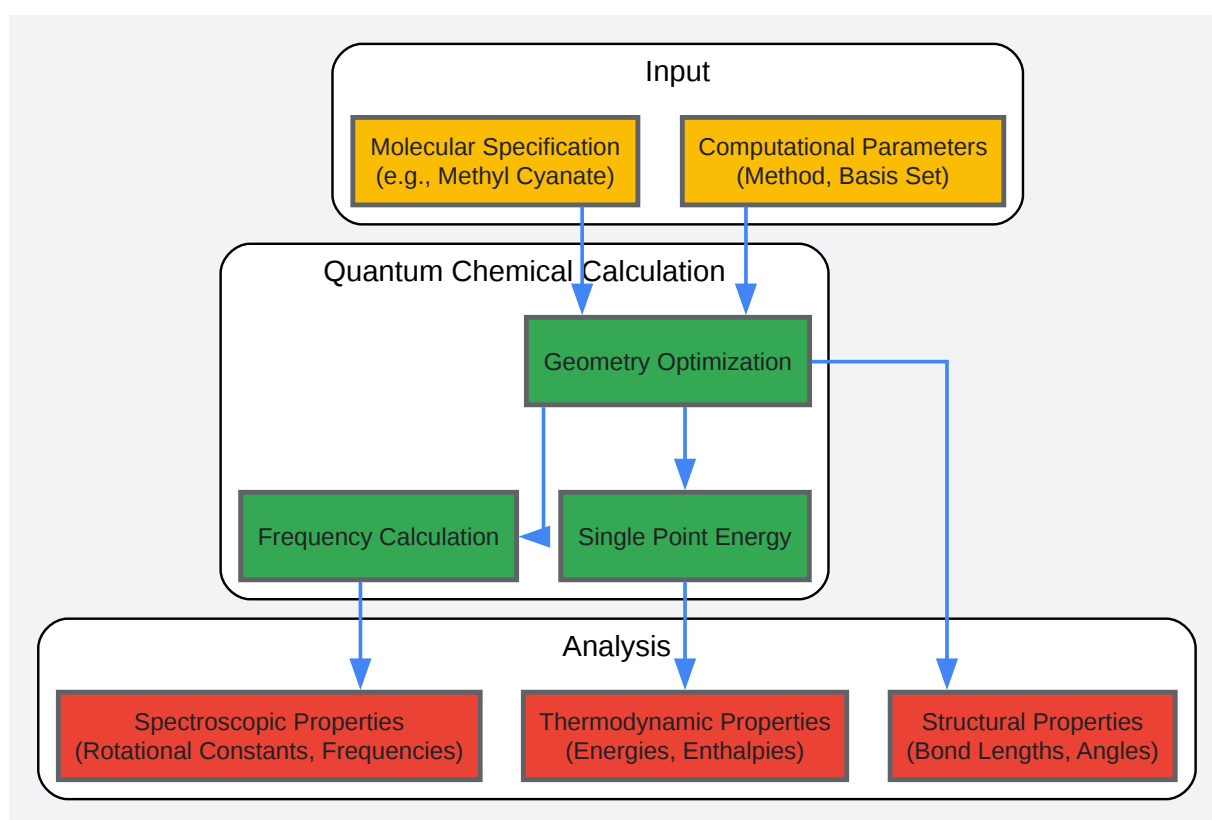 Input
Molecular Specification
(e.g., Methyl Cyanate)
Computational Parameters
(Method, Basis Set)
Quantum Chemical Calculation
Geometry Optimization
Frequency Calculation
Single Point Energy
Analysis
Spectroscopic Properties
(Rotational Constants, Frequencies)
Thermodynamic Properties
(Energies, Enthalpies)
Structural Properties
(Bond Lengths, Angles)